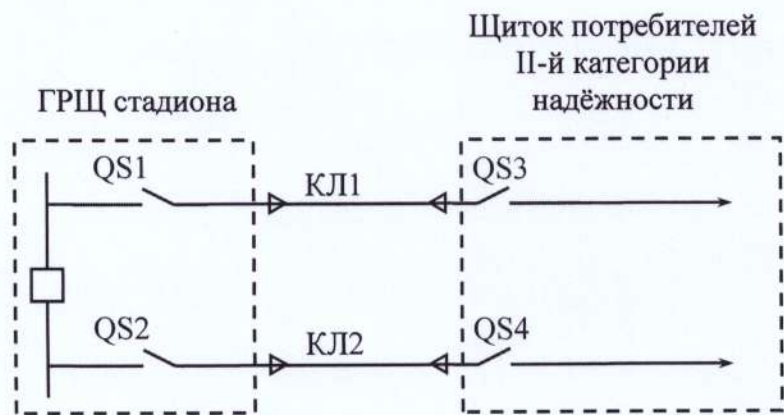 Щиток потребителей
II-й категории
надёжности
ГРЩ стадиона
QS1
КЛ1
QS3
QS2
КЛ2
QS4